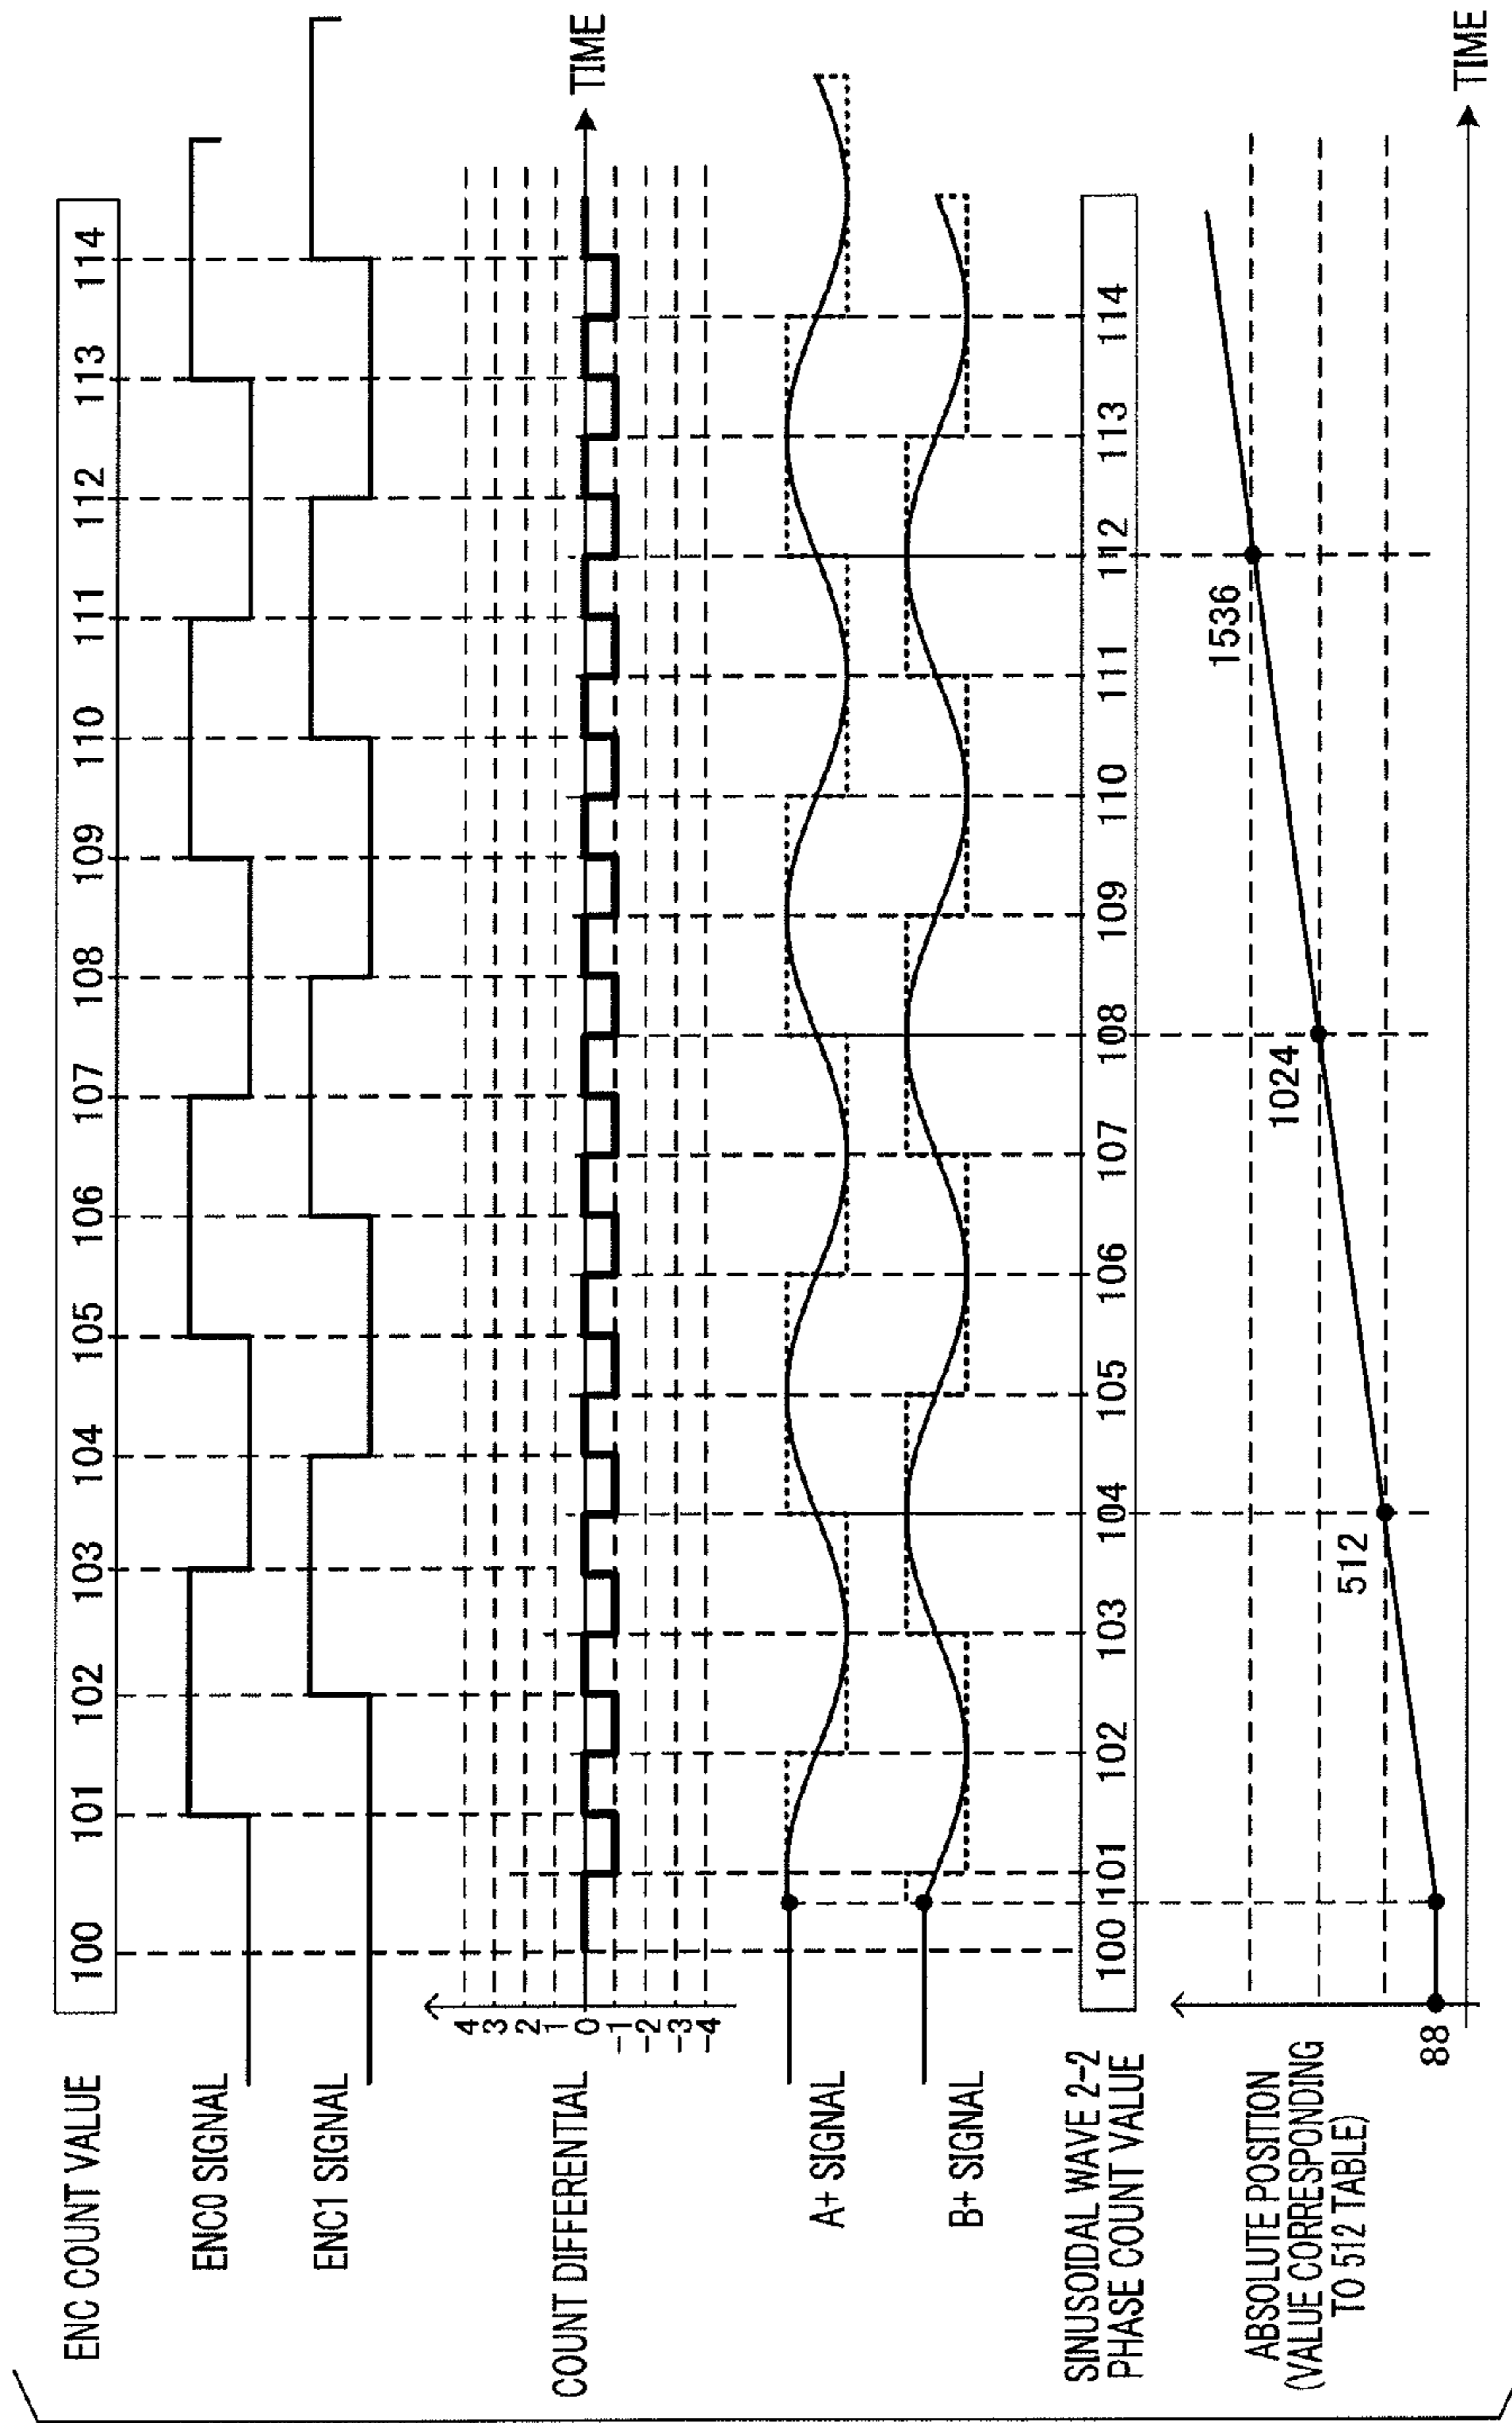 ENC COUNT VALUE
100 101 102 103 104 105 106 107 108 109 110 111 112 113 114
ENC0 SIGNAL
ENC1 SIGNAL
COUNT DIFFERENTIAL
4
3
2
1
0
-1
-2
-3
-4
TIME
A+ SIGNAL
B+ SIGNAL
SINUSOIDAL WAVE 2-2
PHASE COUNT VALUE
100 101 102 103 104 105 106 107 108 109 110 111 112 113 114
ABSOLUTE POSITION
(VALUE CORRESPONDING
TO 512 TABLE)
88
512
1024
1536
TIME